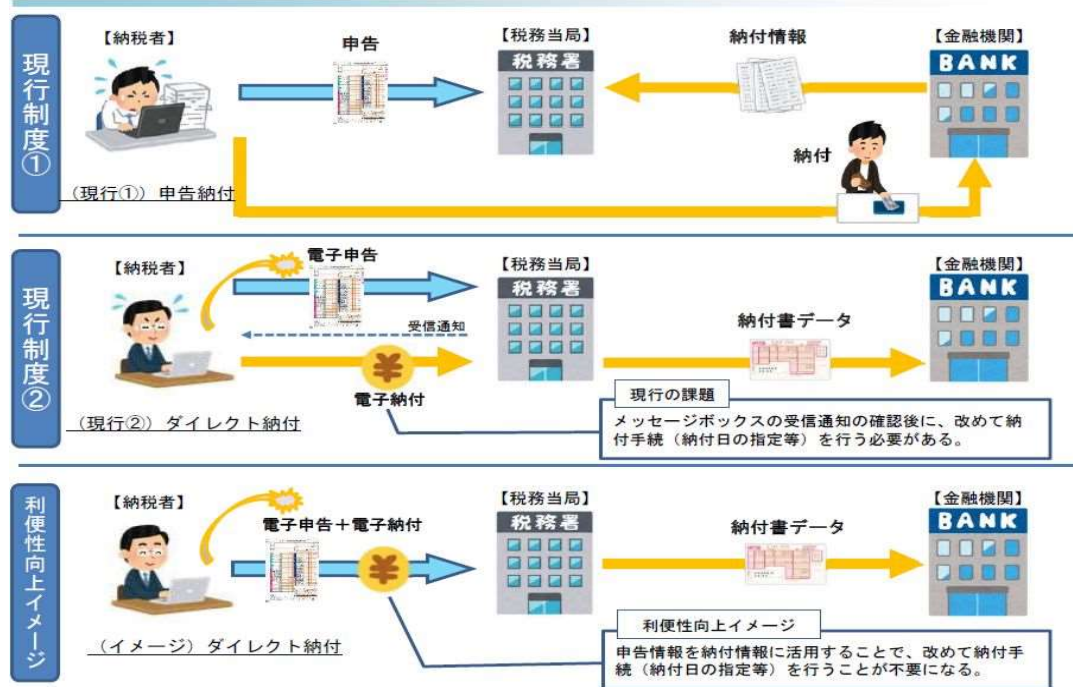 現行制度①
【納税者】
申告
【税務当局】
税務署
納付情報
【金融機関】
BANK
納付
（現行①）申告納付
現行制度②
【納税者】
電子申告
【税務当局】
税務署
【金融機関】
BANK
受信通知
納付書データ
¥
電子納付
（現行②）ダイレクト納付
現行の課題
メッセージボックスの受信通知の確認後に、改めて納
付手続（納付日の指定等）を行う必要がある。
利便性向上イメージ
【納税者】
電子申告＋電子納付
¥
【税務当局】
税務署
納付書データ
【金融機関】
BANK
（イメージ）ダイレクト納付
利便性向上イメージ
申告情報を納付情報に活用することで、改めて納付手
続（納付日の指定等）を行うことが不要になる。